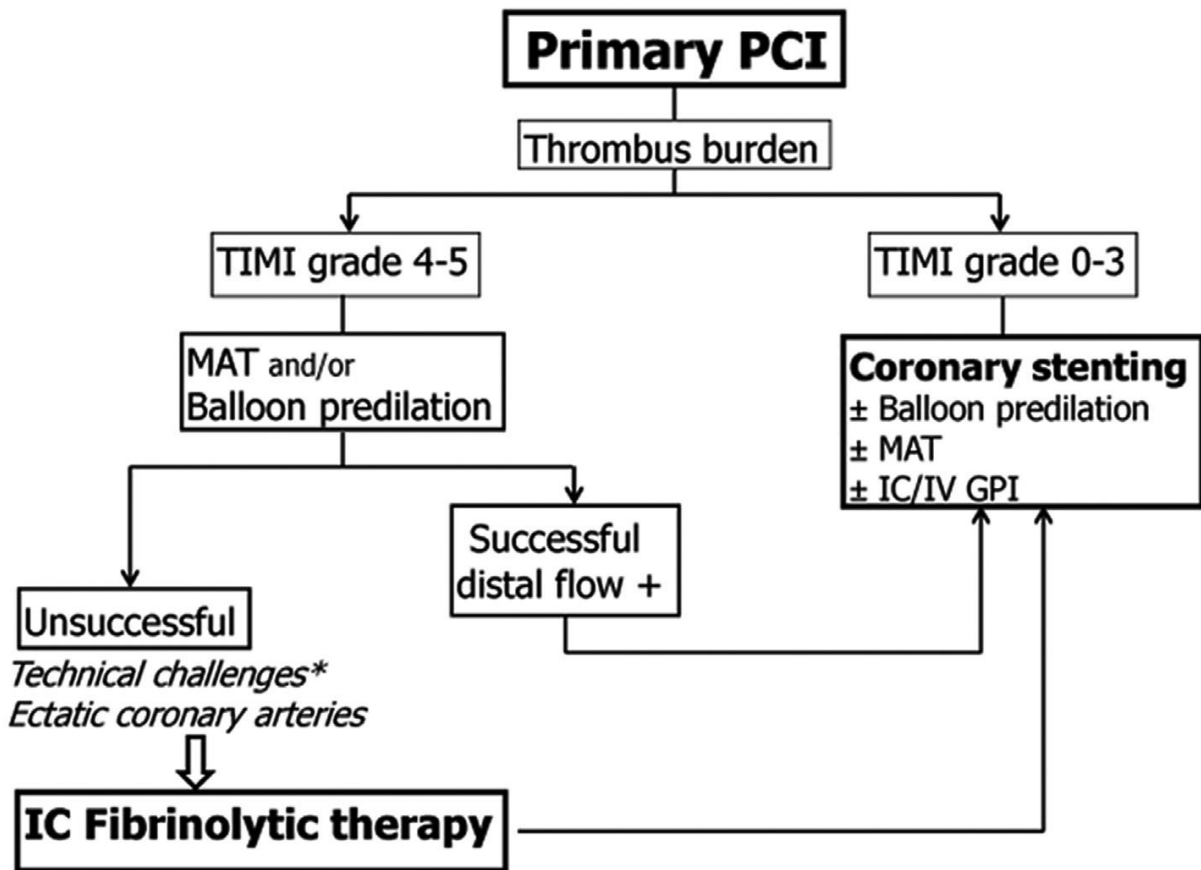 Primary PCI
Thrombus burden
TIMI grade 4-5
TIMI grade 0-3
MAT and/or
Balloon predilation
Coronary stenting
± Balloon predilation
± MAT
± IC/IV GPI
Successful
distal flow +
Unsuccessful
Technical challenges*
Ectatic coronary arteries
IC Fibrinolytic therapy